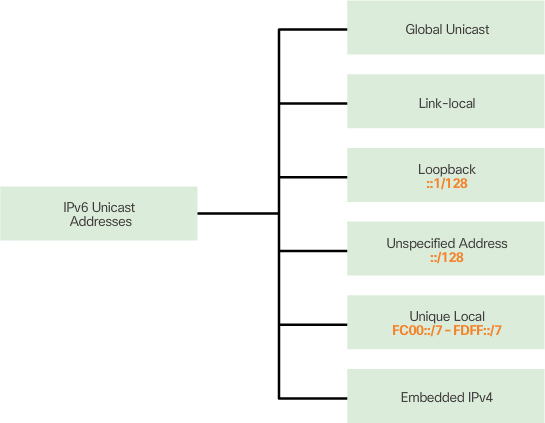 Global Unicast
Link-local
Loopback
::1/128
IPv6 Unicast
Addresses
Unspecified Address
::/128
Unique Local
FC00::/7 - FDFF::/7
Embedded IPv4